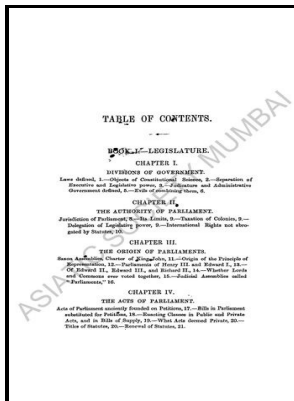 TABLE OF CONTENTS.
BOOK I.—LEGISLATURE.
CHAPTER I.
DIVISIONS OF GOVERNMENT.
Laws defined, 1.—Objects of Constitutional Science, 2.—Separation of
Executive and Legislative power, 3.—Judicature and Administrative
Government defined, 5.—Evils of combining them, 6.
CHAPTER II.
THE AUTHORITY OF PARLIAMENT.
Jurisdiction of Parliament, 8.—Its Limits, 9.—Taxation of Colonies, 9.—
Delegation of Legislative power, 9.—International Rights not abro-
gated by Statutes, 10.
CHAPTER III.
THE ORIGIN OF PARLIAMENTS.
Saxon Assemblies, Charter of King John, 11.—Origin of the Principle of
Representation, 12.—Parliaments of Henry III. and Edward I., 13.—
Of Edward II., Edward III., and Richard II., 14.—Whether Lords
and Commons ever voted together, 15.—Judicial Assemblies called
"Parliaments," 16.
CHAPTER IV.
THE ACTS OF PARLIAMENT.
Acts of Parliament anciently founded on Petitions, 17.—Bills in Parliament
substituted for Petitions, 18.—Enacting Clauses in Public and Private
Acts, and in Bills of Supply, 19.—What Acts deemed Private, 20.—
Titles of Statutes, 20.—Renewal of Statutes, 21.
ASIATIC SOCIETY MUMBAI